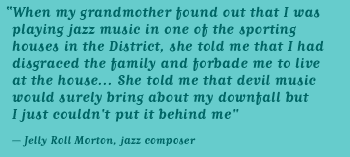 "When my grandmother found out that I was
playing jazz music in one of the sporting
houses in the District, she told me that I had
disgraced the family and forbade me to live
at the house... She told me that devil music
would surely bring about my downfall but
I just couldn't put it behind me"
— Jelly Roll Morton, jazz composer